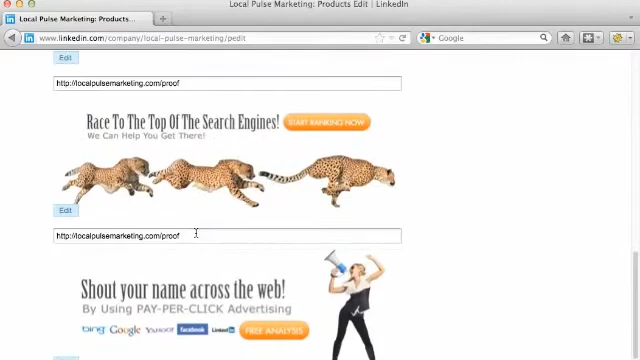 Local Pulse Marketing: Products Edit | LinkedIn
in Local Pulse Marketing: Products... +
in www.linkedin.com/company/local-pulse-marketing/pedit
Google
Edit
http://localpulsemarketing.com/proof
Race To The Top Of The Search Engines!
START RANKING NOW
We Can Help You Get There!
Edit
http://localpulsemarketing.com/proof
Shout your name across the web!
By Using PAY-PER-CLICK Advertising
bing Google YAHOO! facebook LinkedIn
FREE ANALYSIS